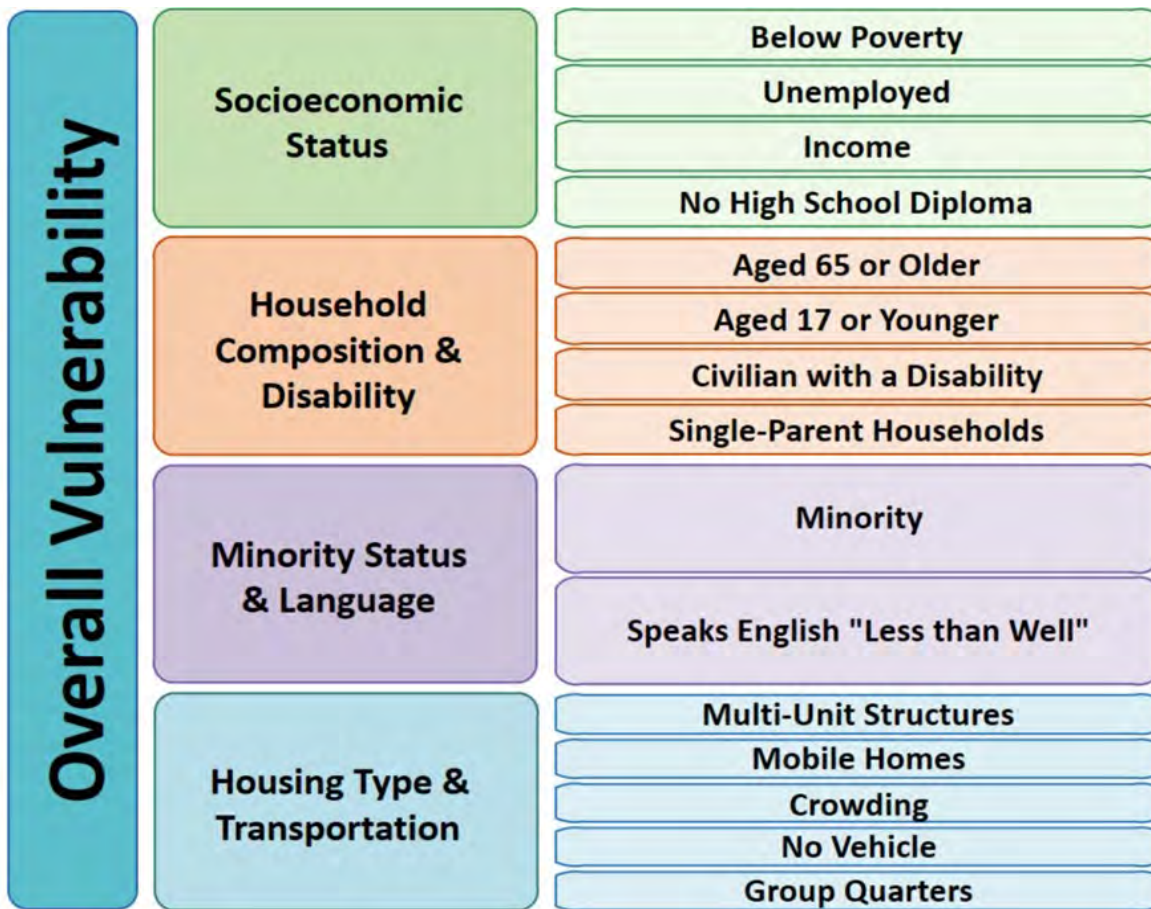 Overall Vulnerability
Socioeconomic
Status
Below Poverty
Unemployed
Income
No High School Diploma
Household
Composition &
Disability
Aged 65 or Older
Aged 17 or Younger
Civilian with a Disability
Single-Parent Households
Minority Status
& Language
Minority
Speaks English "Less than Well"
Housing Type &
Transportation
Multi-Unit Structures
Mobile Homes
Crowding
No Vehicle
Group Quarters